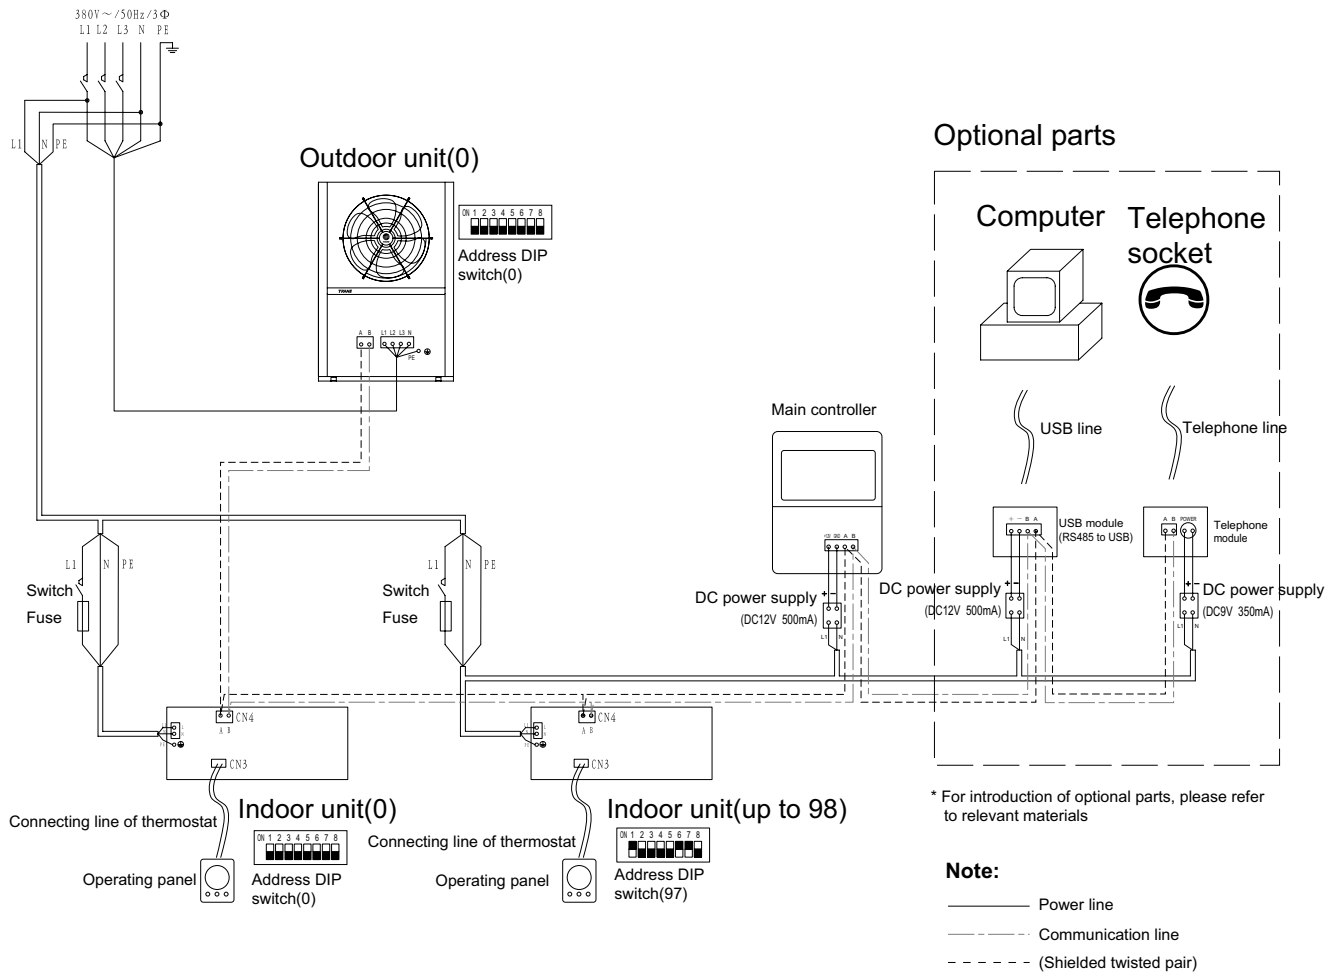 380V～/50Hz/3Φ
L1 L2 L3 N PE
L1 N PE
Outdoor unit(0)
ON 1 2 3 4 5 6 7 8
Address DIP
switch(0)
A B L1 L2 L3 N
PE
Optional parts
Computer
Telephone
socket
USB line
Telephone line
Main controller
A B
+ - B A
USB module
(RS485 to USB)
A B POWER
Telephone
module
DC power supply
(DC12V 500mA)
+ -
L1 N
DC power supply
(DC12V 500mA)
+ -
L1 N
DC power supply
(DC9V 350mA)
+ -
L1 N
L1 N PE
Switch
Fuse
L1 N PE
Switch
Fuse
CN4
A B
CN3
CN4
A B
CN3
Indoor unit(0)
Connecting line of thermostat
ON 1 2 3 4 5 6 7 8
Operating panel
Address DIP
switch(0)
Indoor unit(up to 98)
Connecting line of thermostat
ON 1 2 3 4 5 6 7 8
Operating panel
Address DIP
switch(97)
* For introduction of optional parts, please refer
to relevant materials
Note:
Power line
Communication line
(Shielded twisted pair)